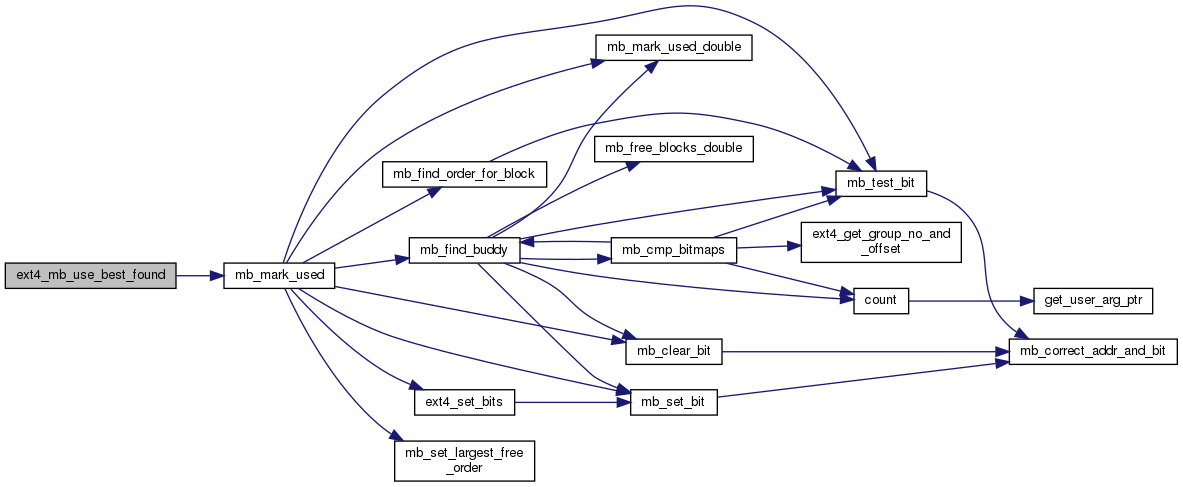 ext4_mb_use_best_found
mb_mark_used
mb_mark_used_double
mb_find_order_for_block
mb_find_buddy
mb_free_blocks_double
mb_cmp_bitmaps
mb_test_bit
ext4_get_group_no_and
_offset
count
get_user_arg_ptr
mb_clear_bit
mb_correct_addr_and_bit
ext4_set_bits
mb_set_bit
mb_set_largest_free
_order